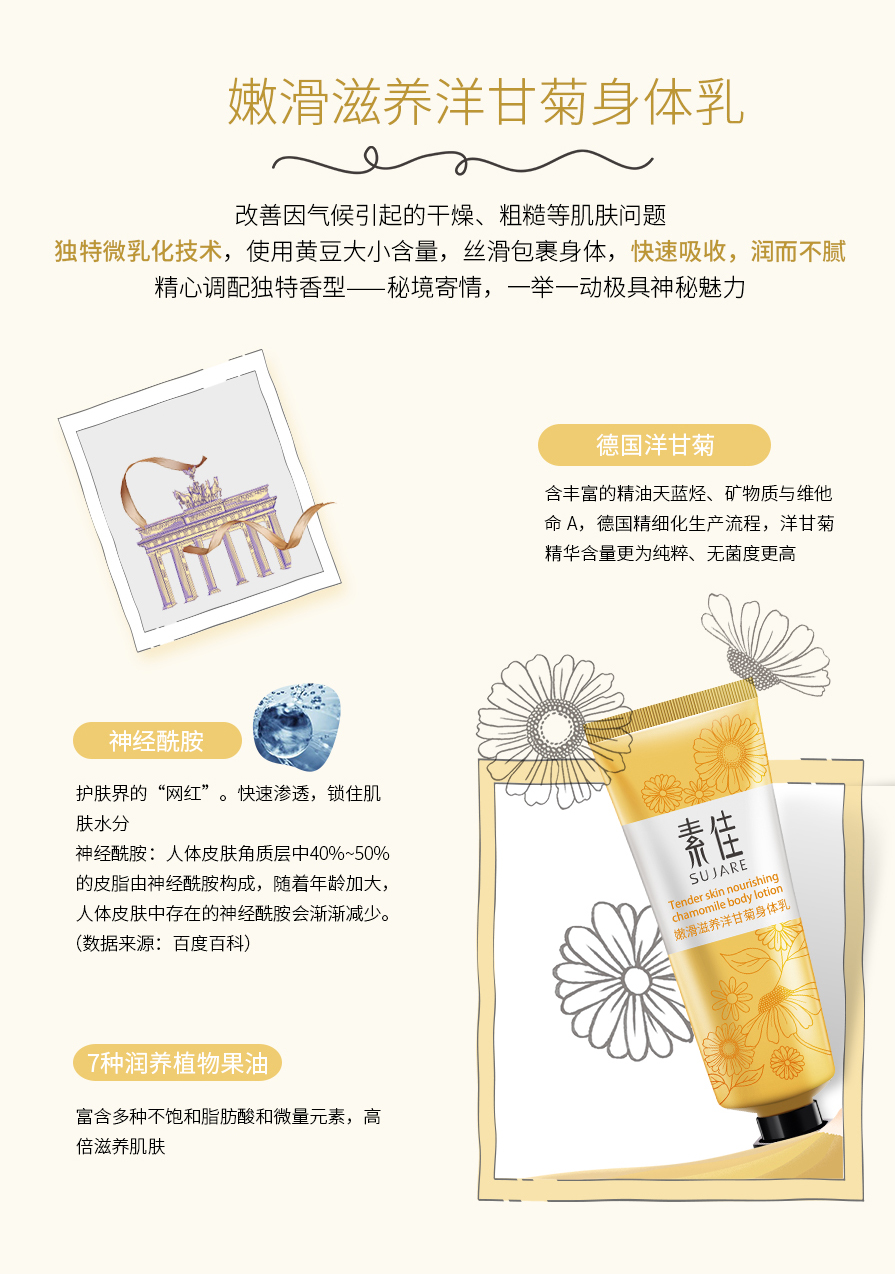 嫩滑滋养洋甘菊身体乳
改善因气候引起的干燥、粗糙等肌肤问题
独特微乳化技术，使用黄豆大小含量，丝滑包裹身体，快速吸收，润而不腻
精心调配独特香型——秘境寄情，一举一动极具神秘魅力
德国洋甘菊
含丰富的精油天蓝烃、矿物质与维他
命 A，德国精细化生产流程，洋甘菊
精华含量更为纯粹、无菌度更高
神经酰胺
护肤界的“网红”。快速渗透，锁住肌
肤水分
神经酰胺：人体皮肤角质层中40%~50%
的皮脂由神经酰胺构成，随着年龄加大，
人体皮肤中存在的神经酰胺会渐渐减少。
（数据来源：百度百科）
7种润养植物果油
富含多种不饱和脂肪酸和微量元素，高
倍滋养肌肤
素佳
SUJARE
Tender skin nourishing
chamomile body lotion
嫩滑滋养洋甘菊身体乳